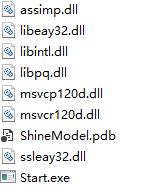 assimp.dll
libeay32.dll
libintl.dll
libpq.dll
msvcp120d.dll
msvcr120d.dll
ShineModel.pdb
ssleay32.dll
Start.exe